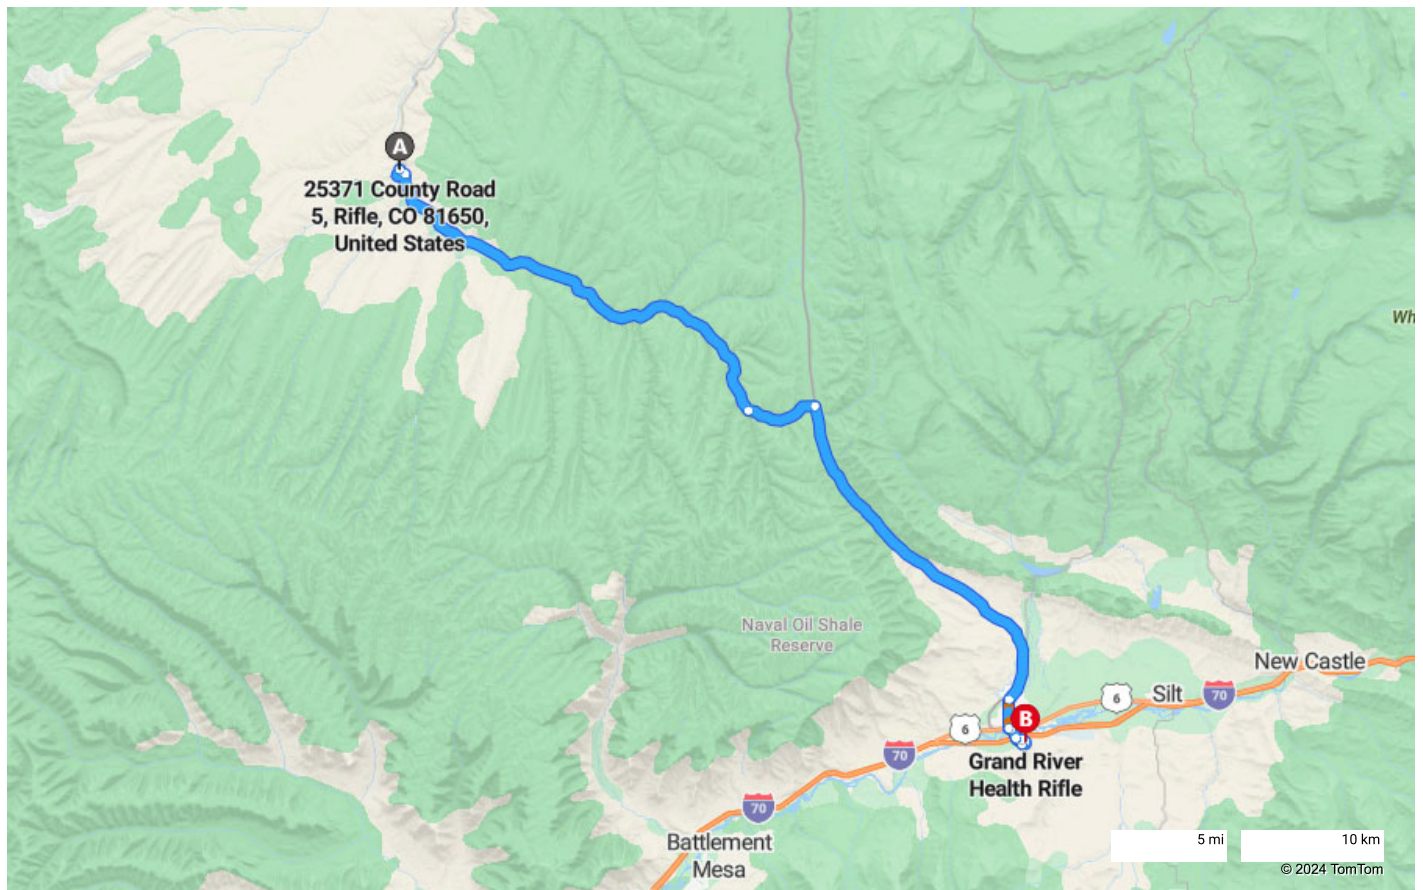 A
25371 County Road
5, Rifle, CO 81650,
United States
Wh
Naval Oil Shale
Reserve
New Castle
Silt
70
6
6
B
70
Grand River
Health Rifle
70
Battlement
Mesa
5 mi
10 km
© 2024 TomTom